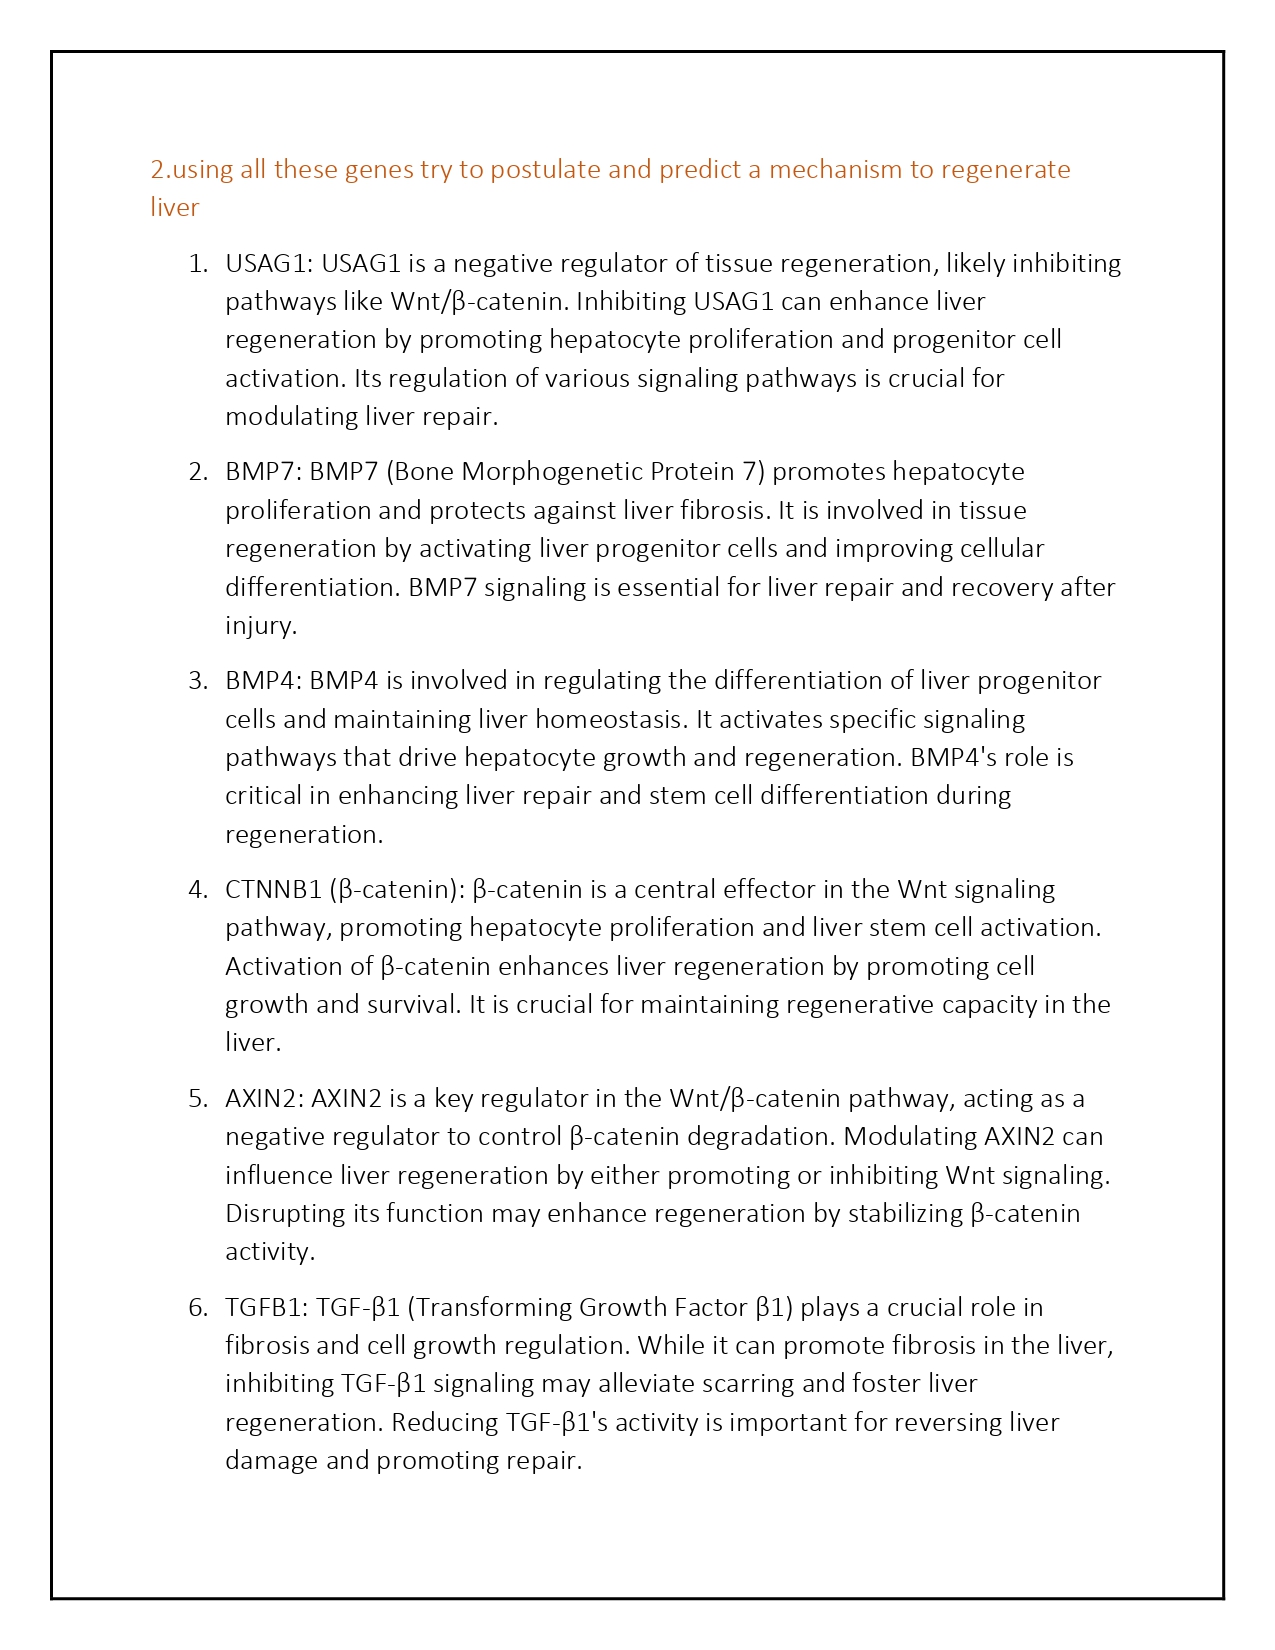 2.using all these genes try to postulate and predict a mechanism to regenerate
liver
1. USAG1: USAG1 is a negative regulator of tissue regeneration, likely inhibiting
pathways like Wnt/β-catenin. Inhibiting USAG1 can enhance liver
regeneration by promoting hepatocyte proliferation and progenitor cell
activation. Its regulation of various signaling pathways is crucial for
modulating liver repair.
2. BMP7: BMP7 (Bone Morphogenetic Protein 7) promotes hepatocyte
proliferation and protects against liver fibrosis. It is involved in tissue
regeneration by activating liver progenitor cells and improving cellular
differentiation. BMP7 signaling is essential for liver repair and recovery after
injury.
3. BMP4: BMP4 is involved in regulating the differentiation of liver progenitor
cells and maintaining liver homeostasis. It activates specific signaling
pathways that drive hepatocyte growth and regeneration. BMP4's role is
critical in enhancing liver repair and stem cell differentiation during
regeneration.
4. CTNNB1 (β-catenin): β-catenin is a central effector in the Wnt signaling
pathway, promoting hepatocyte proliferation and liver stem cell activation.
Activation of β-catenin enhances liver regeneration by promoting cell
growth and survival. It is crucial for maintaining regenerative capacity in the
liver.
5. AXIN2: AXIN2 is a key regulator in the Wnt/β-catenin pathway, acting as a
negative regulator to control β-catenin degradation. Modulating AXIN2 can
influence liver regeneration by either promoting or inhibiting Wnt signaling.
Disrupting its function may enhance regeneration by stabilizing β-catenin
activity.
6. TGFB1: TGF-β1 (Transforming Growth Factor β1) plays a crucial role in
fibrosis and cell growth regulation. While it can promote fibrosis in the liver,
inhibiting TGF-β1 signaling may alleviate scarring and foster liver
regeneration. Reducing TGF-β1's activity is important for reversing liver
damage and promoting repair.